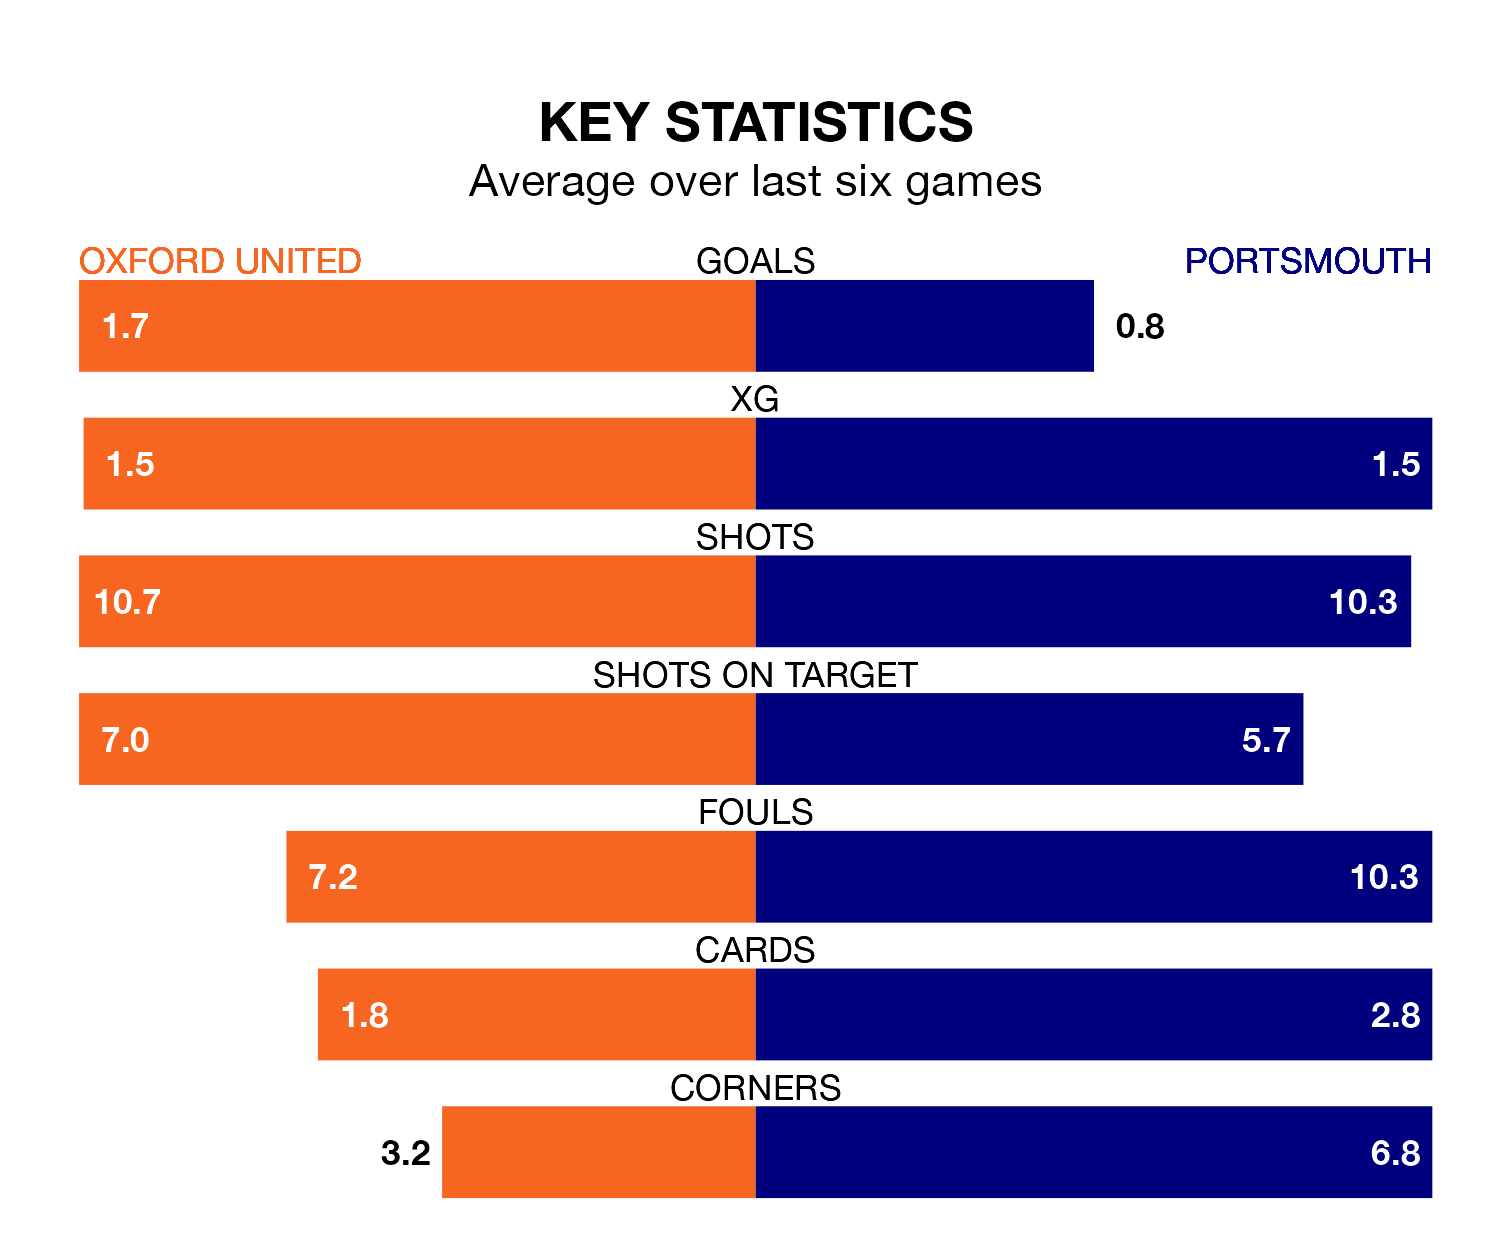 KEY STATISTICS
Average over last six games
OXFORD UNITED GOALS PORTSMOUTH
1.7 0.8
XG
1.5 1.5
SHOTS
10.7 10.3
SHOTS ON TARGET
7.0 5.7
FOULS
7.2 10.3
CARDS
1.8 2.8
CORNERS
3.2 6.8